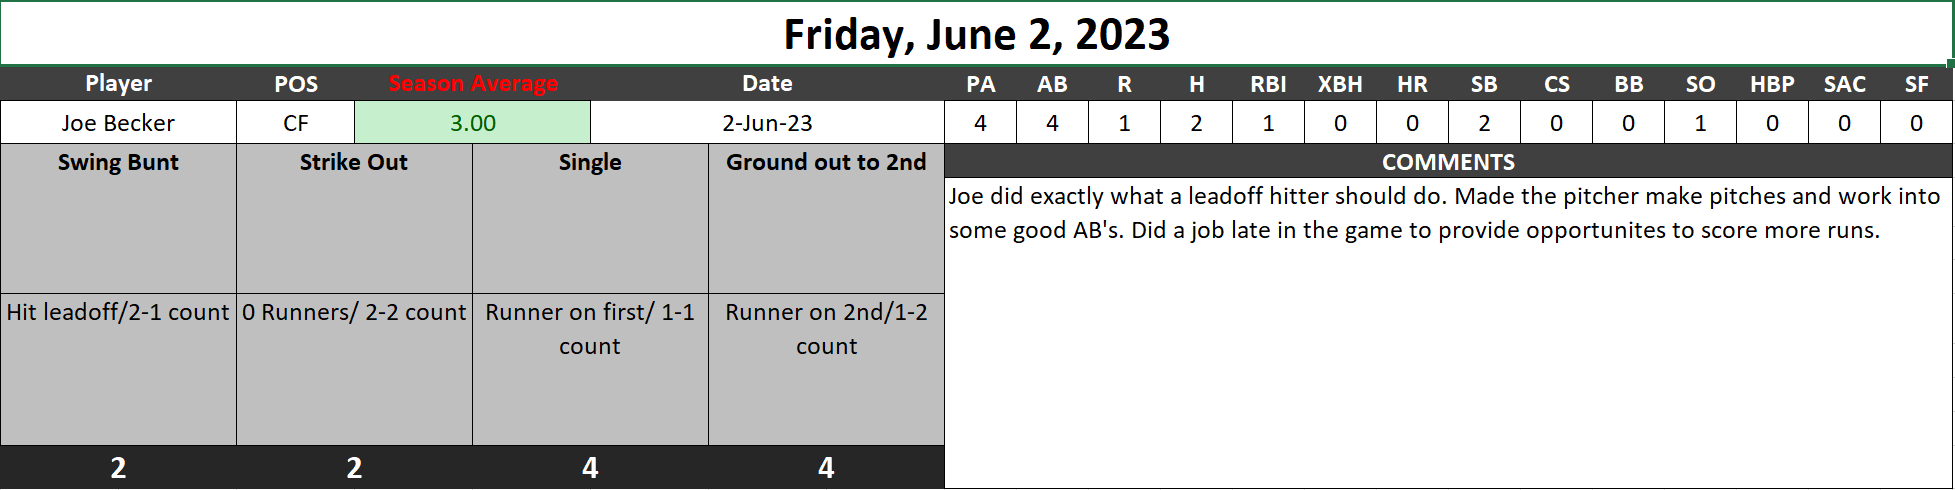 Friday, June 2, 2023
Player POS Season Average Date PA AB R H RBI XBH HR SB CS BB SO HBP SAC SF
Joe Becker CF 3.00 2-Jun-23 4 4 1 2 1 0 0 2 0 0 1 0 0 0
Swing Bunt Strike Out Single Ground out to 2nd COMMENTS
Joe did exactly what a leadoff hitter should do. Made the pitcher make pitches and work into
some good AB's. Did a job late in the game to provide opportunites to score more runs.
Hit leadoff/2-1 count 0 Runners/ 2-2 count Runner on first/ 1-1 Runner on 2nd/1-2
count count
2 2 4 4